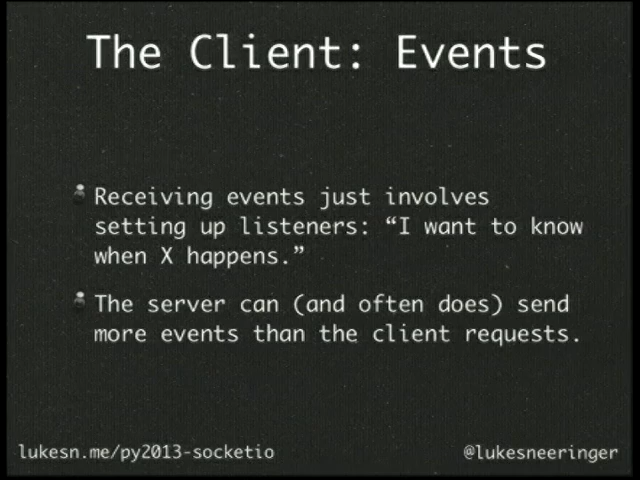 The Client: Events
Receiving events just involves
setting up listeners: “I want to know
when X happens.”
The server can (and often does) send
more events than the client requests.
lukesn.me/py2013-socketio
@lukesneeringer